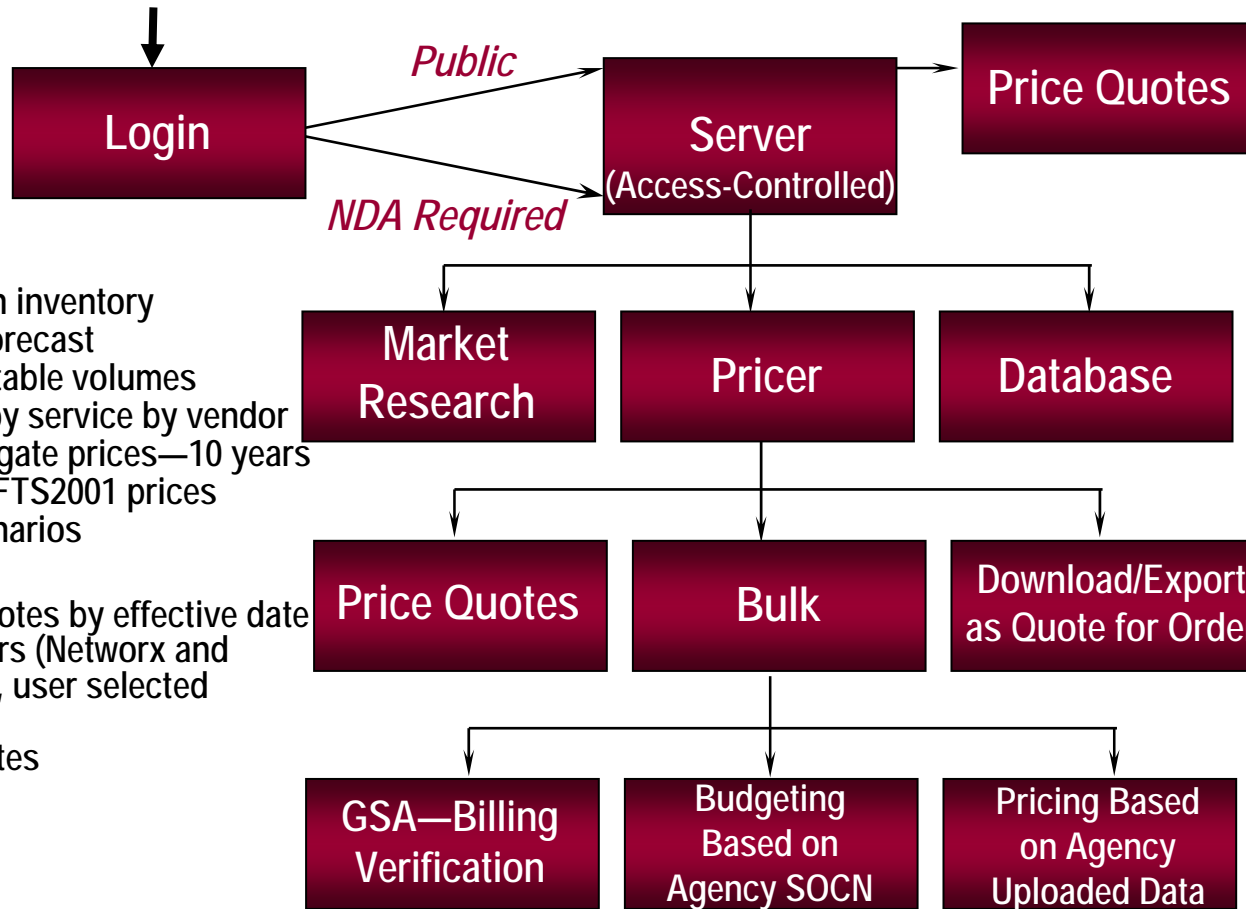 Public
Price Quotes
Login
Server
(Access-Controlled)
NDA Required
inventory
orecast
table volumes
by service by vendor
gate prices—10 years
FTS2001 prices
narios
otes by effective date
rs (Networx and
, user selected
tes
Market
Research
Pricer
Database
Price Quotes
Bulk
Download/Export
as Quote for Orde
GSA—Billing
Verification
Budgeting
Based on
Agency SOCN
Pricing Based
on Agency
Uploaded Data